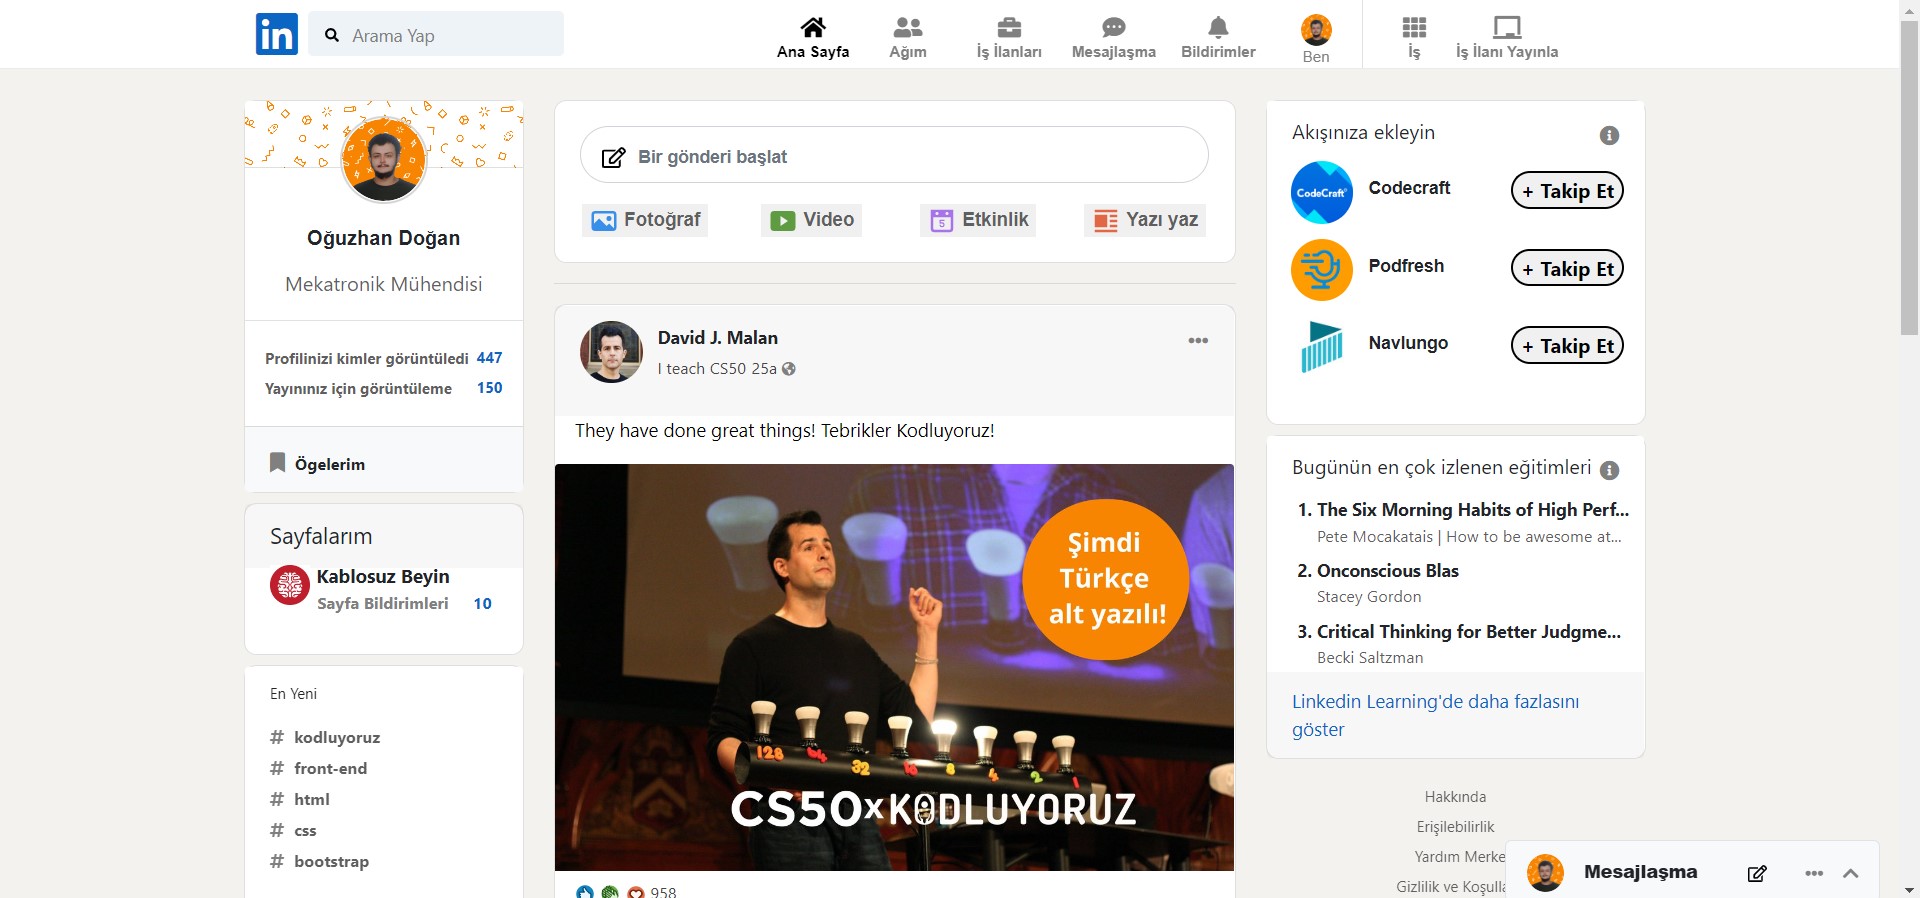 in
Arama Yap
Ana Sayfa
Ağım
İş İlanları
Mesajlaşma
Bildirimler
Ben
İş
İş İlanı Yayınla
Oğuzhan Doğan
Mekatronik Mühendisi
Profilinizi kimler görüntüledi 447
Yayınınız için görüntüleme 150
Ögelerim
Sayfalarım
Kablosuz Beyin
Sayfa Bildirimleri 10
En Yeni
# kodluyoruz
# front-end
# html
# css
# bootstrap
Bir gönderi başlat
Fotoğraf
Video
5
Etkinlik
Yazı yaz
David J. Malan
I teach CS50 25a
They have done great things! Tebrikler Kodluyoruz!
Şimdi
Türkçe
alt yazılı!
128 64 32 16 8 4 2 1
CS50xKODLUYORUZ
958
Akışınıza ekleyin
CodeCraft
Codecraft
+ Takip Et
Podfresh
+ Takip Et
Navlungo
+ Takip Et
Bugünün en çok izlenen eğitimleri
1. The Six Morning Habits of High Perf...
Pete Mocakatais | How to be awesome at...
2. Onconscious Blas
Stacey Gordon
3. Critical Thinking for Better Judgme...
Becki Saltzman
Linkedin Learning'de daha fazlasını
göster
Hakkında
Erişilebilirlik
Yardım Merke
Gizlilik ve Koşulla
Mesajlaşma